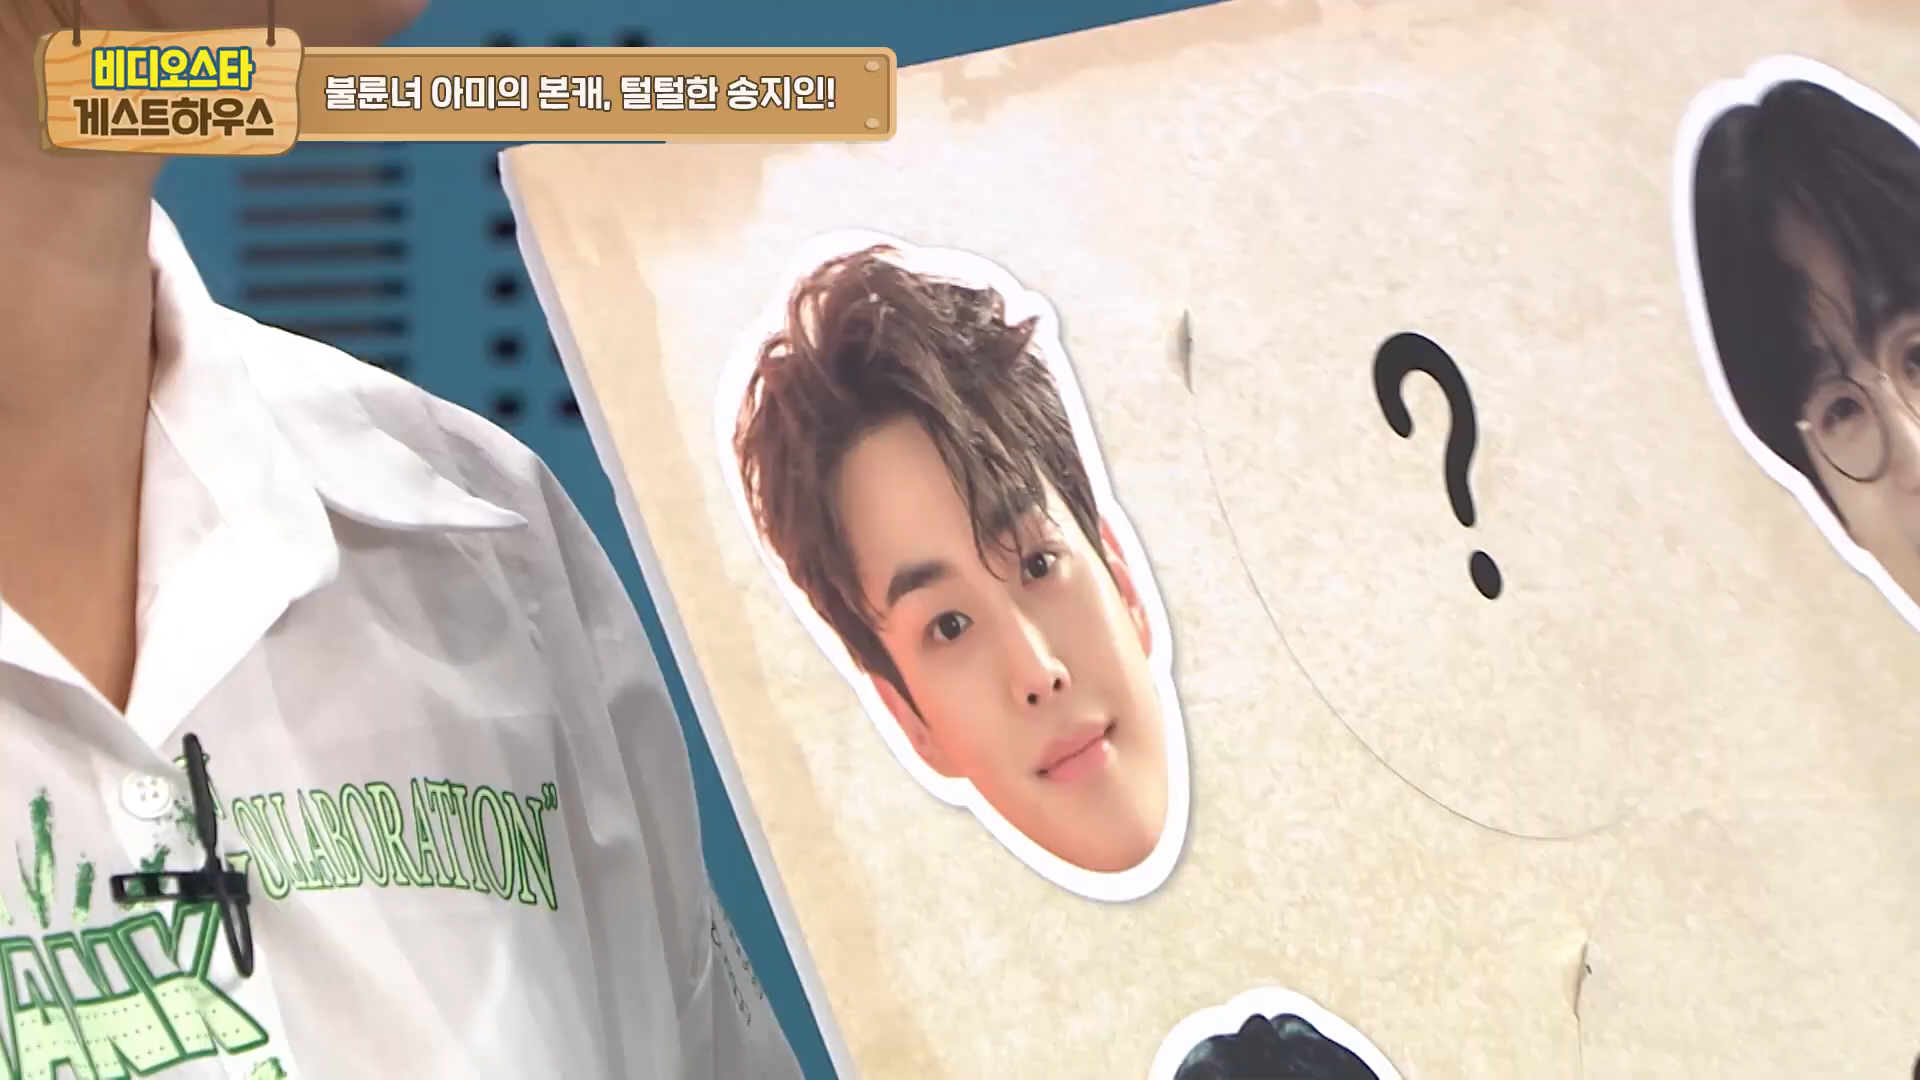 비디오스타
게스트하우스
불륜녀 아미의 본캐, 털털한 송지인!
?
COLLABORATION”
ANK